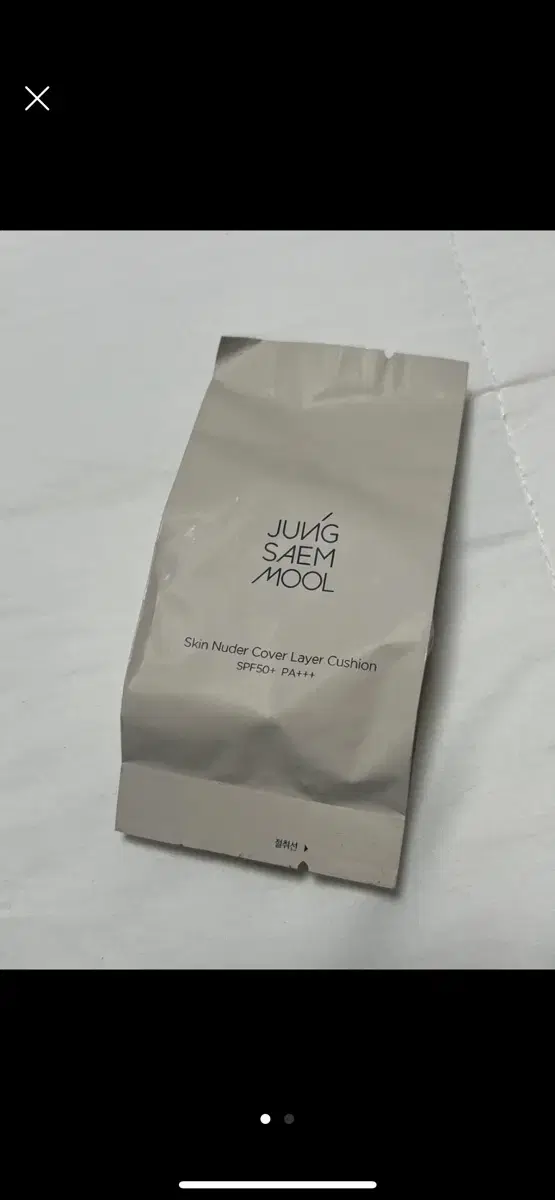 JUNG
SAEM
MOOL
Skin Nuder Cover Layer Cushion
SPF50+ PA+++
절취선